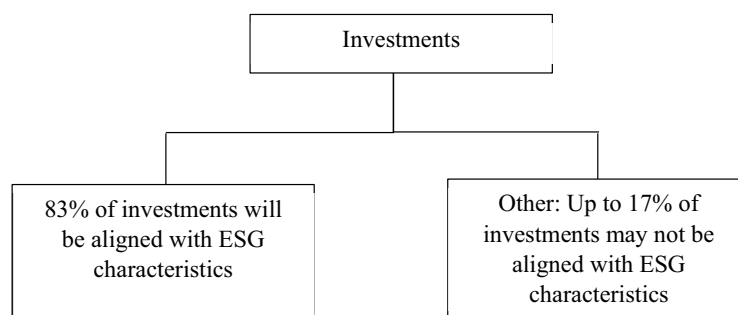 Investments
83% of investments will
be aligned with ESG
characteristics
Other: Up to 17% of
investments may not be
aligned with ESG
characteristics